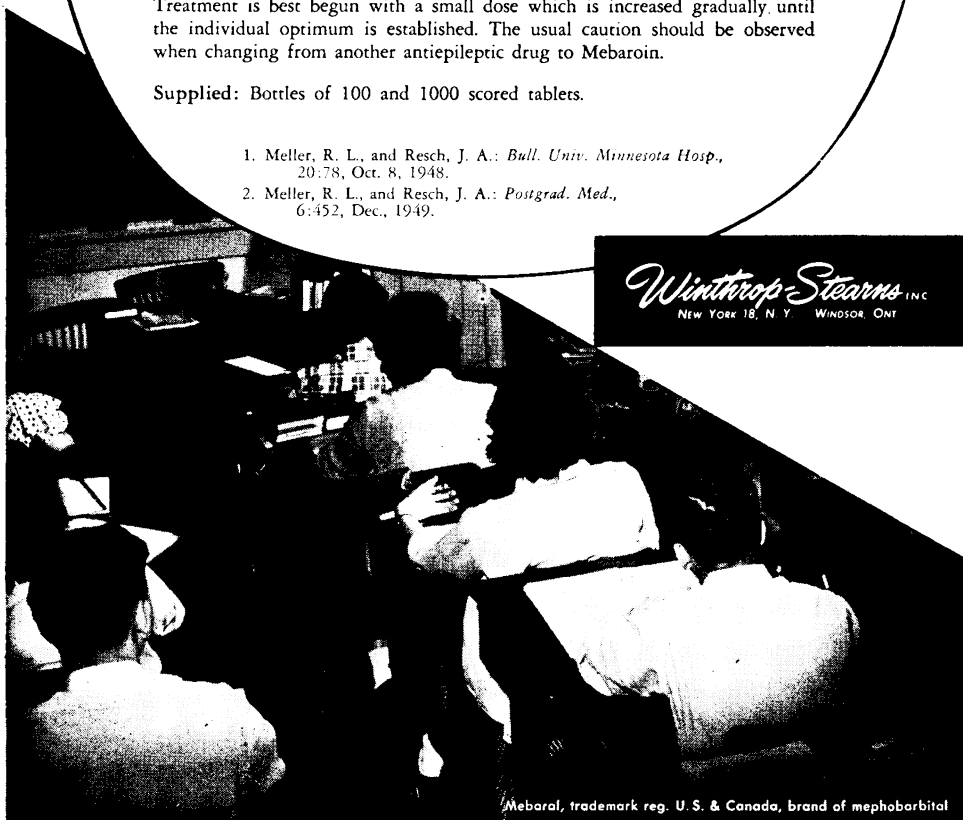 Treatment is best begun with a small dose which is increased gradually until
the individual optimum is established. The usual caution should be observed
when changing from another antiepileptic drug to Mebaroin.
Supplied: Bottles of 100 and 1000 scored tablets.
1. Meller, R. L., and Resch, J. A.: Bull. Univ. Minnesota Hosp.,
20:78, Oct. 8, 1948.
2. Meller, R. L., and Resch, J. A.: Postgrad. Med.,
6:452, Dec., 1949.
Winthrop-Stearns INC
NEW YORK 18, N. Y. WINDSOR, ONT
Mebaral, trademark reg. U.S. & Canada, brand of mephobarbital